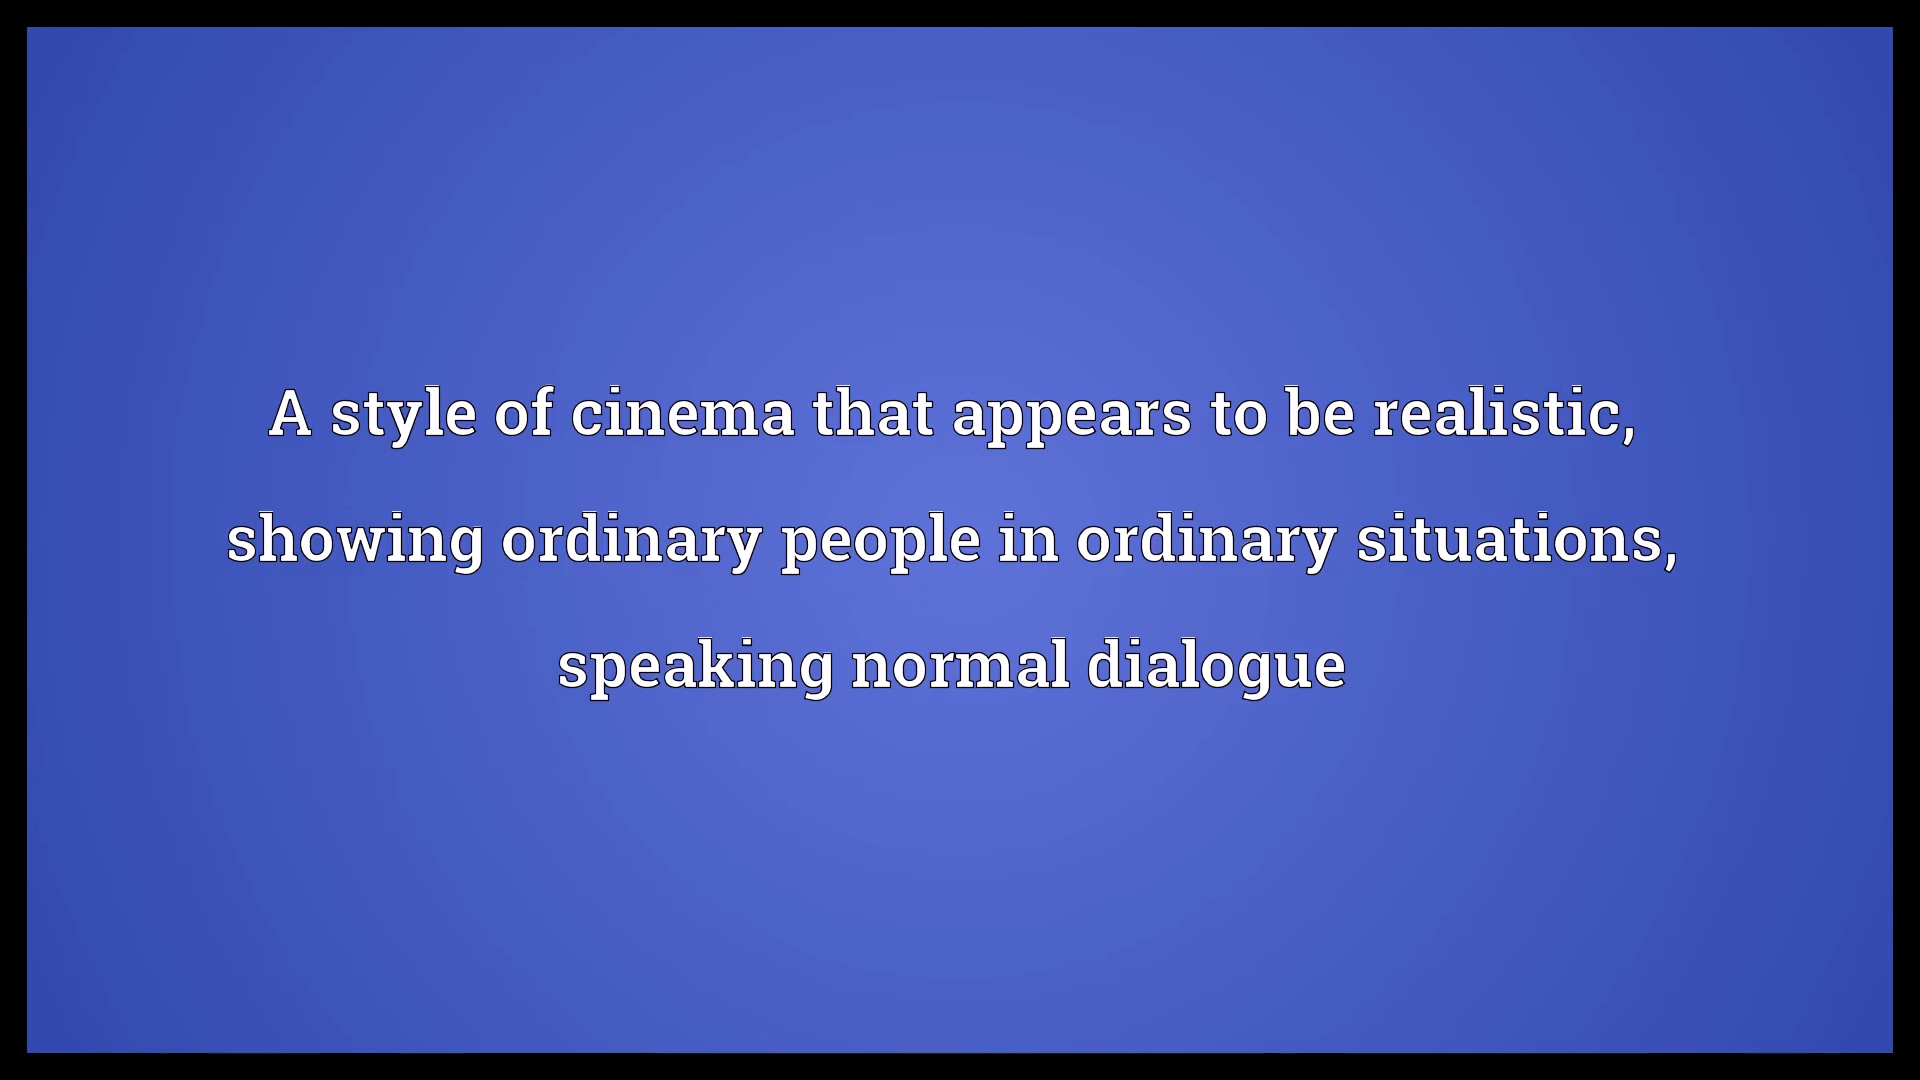 A style of cinema that appears to be realistic,
showing ordinary people in ordinary situations,
speaking normal dialogue